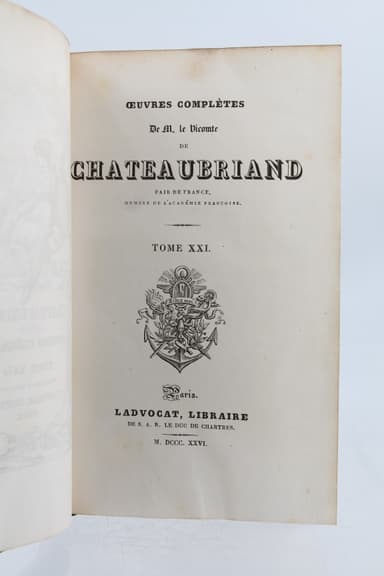 ŒUVRES COMPLÈTES
De M. le Vicomte
DE
CHATEAUBRIAND
PAIR DE FRANCE,
MEMBRE DE L'ACADÉMIE FRANÇOISE.
TOME XXI.
Paris.
LADVOCAT, LIBRAIRE
DE S. A. R. LE DUC DE CHARTRES.
M. DCCC. XXVI.